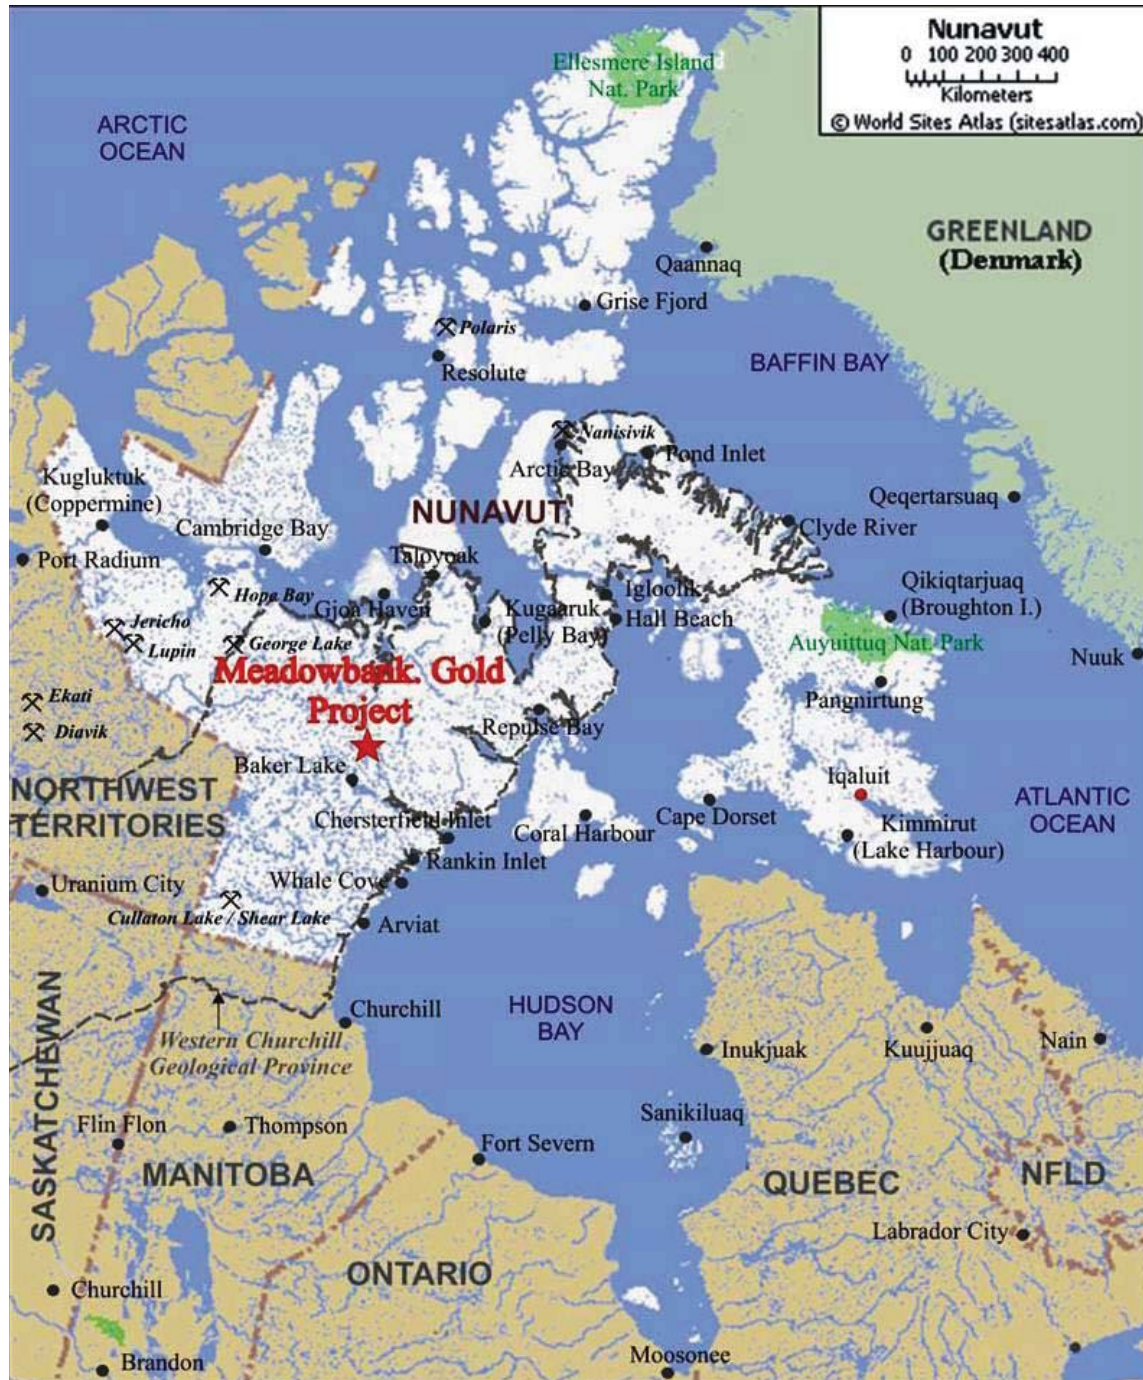 Nunavut
0 100 200 300 400
Kilometers
© World Sites Atlas (sitesatlas.com)
Ellesmere Island
Nat. Park
ARCTIC
OCEAN
GREENLAND
(Denmark)
Qaannaq
Grise Fjord
Polaris
Resolute
BAFFIN BAY
Nanisivik
Arctic Bay
Pond Inlet
Kugluktuk
(Coppermine)
Qeqertarsuaq
NUNAVUT
Cambridge Bay
Clyde River
Port Radium
Taloyoak
Hopa Bay
Gjoa Haven
Igloolik
Qikiqtarjuaq
(Broughton I.)
Kugaaruk
(Pelly Bay)
Hall Beach
Jericho
Lupin
George Lake
Auyuittuq Nat. Park
Nuuk
Meadowbank. Gold
Project
Ekati
Diavik
Pangnirtung
Repulse Bay
Baker Lake
Iqaluit
NORTHWEST
TERRITORIES
ATLANTIC
OCEAN
Chersterfield Inlet
Coral Harbour
Cape Dorset
Kimmirut
(Lake Harbour)
Rankin Inlet
Whale Cove
Uranium City
Cullaton Lake / Shear Lake
Arviat
HUDSON
BAY
Churchill
Western Churchill
Geological Province
Inukjuak
Kuujjuaq
Nain
SASKATCHEWAN
Flin Flon
Thompson
Sanikiluaq
Fort Severn
MANITOBA
QUEBEC
NFLD
Labrador City
ONTARIO
Churchill
Brandon
Moosonee